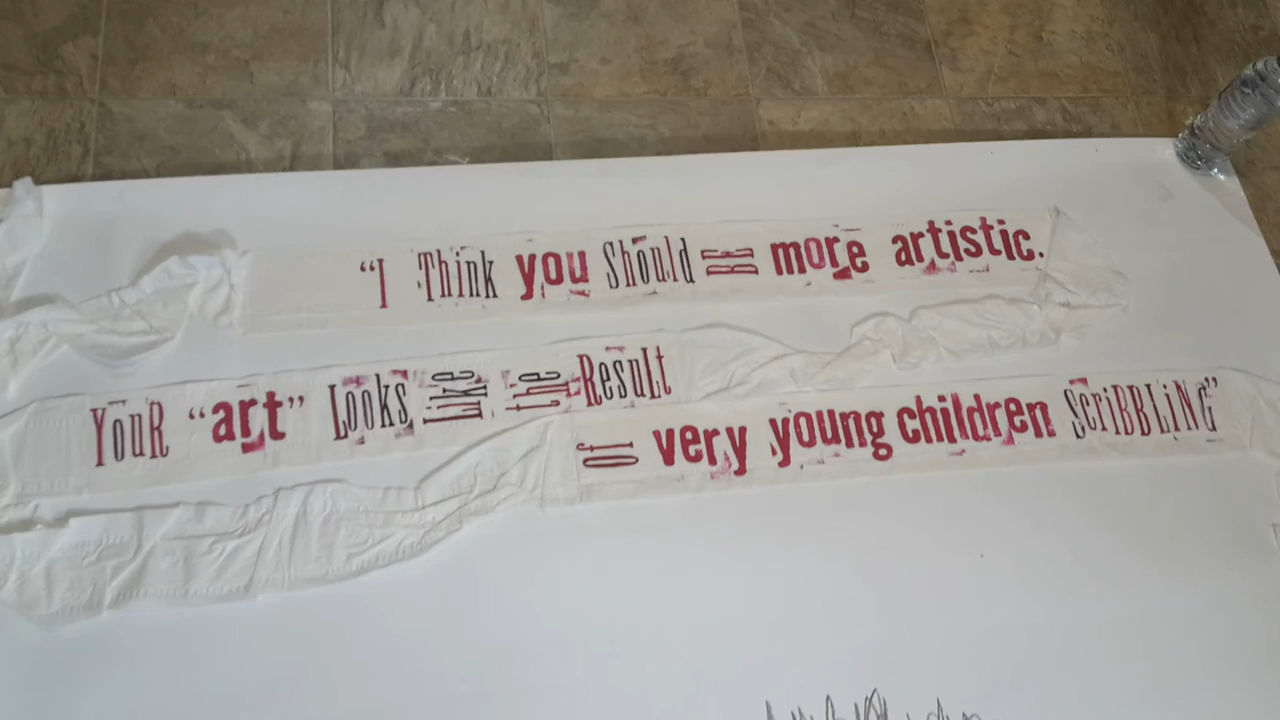 “I Think you Should BE more artistic.
YouR “art” Looks Like the Result
of very young children ScriBBLiNG”